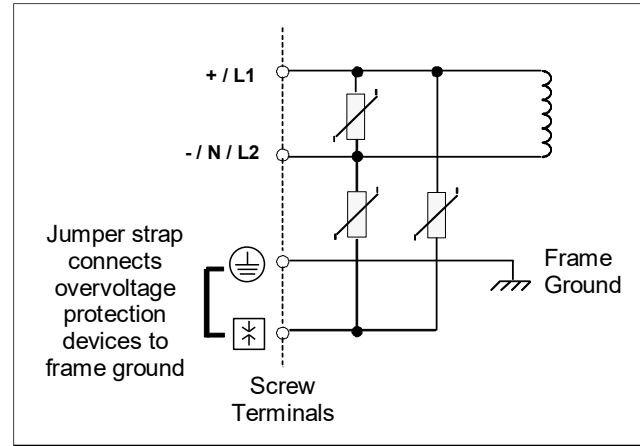 + / L1
- / N / L2
Jumper strap
connects
overvoltage
protection
devices to
frame ground
Frame
Ground
Screw
Terminals